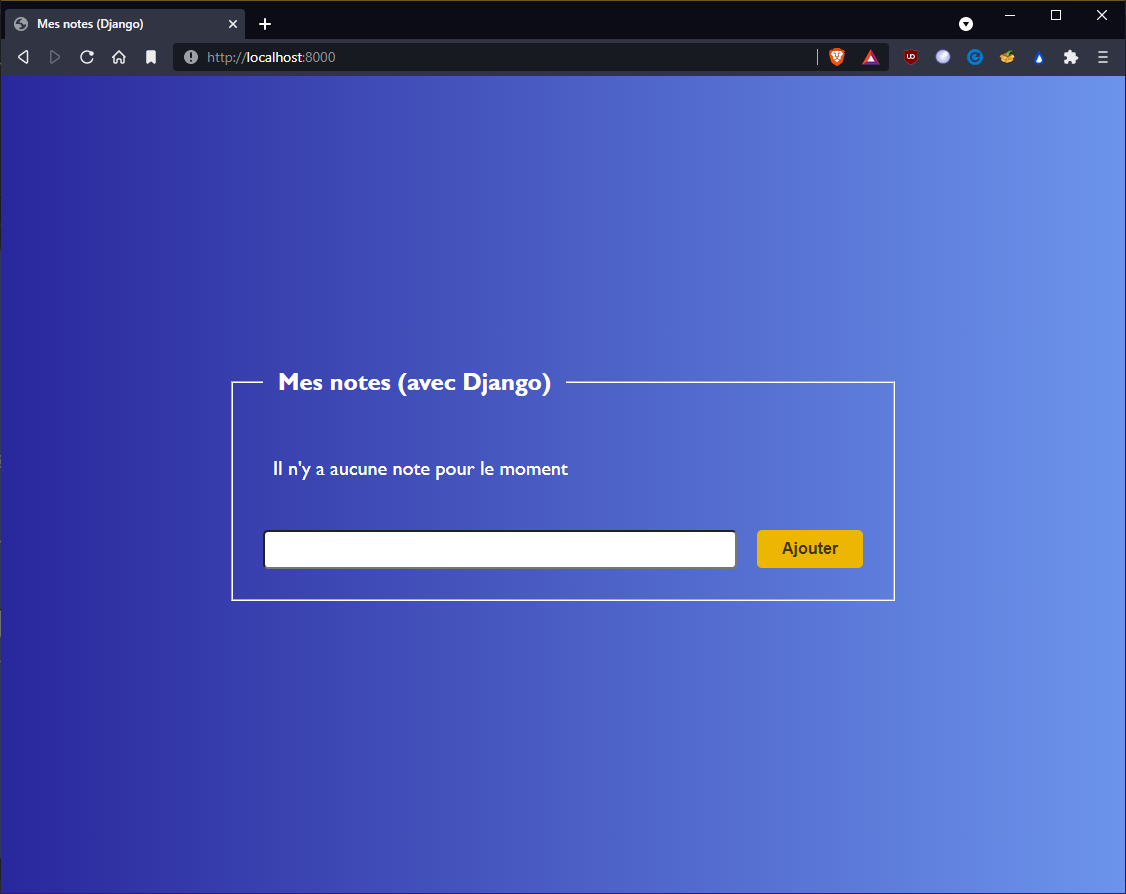 Mes notes (Django)
http://localhost:8000
Mes notes (avec Django)
Il n'y a aucune note pour le moment
Ajouter